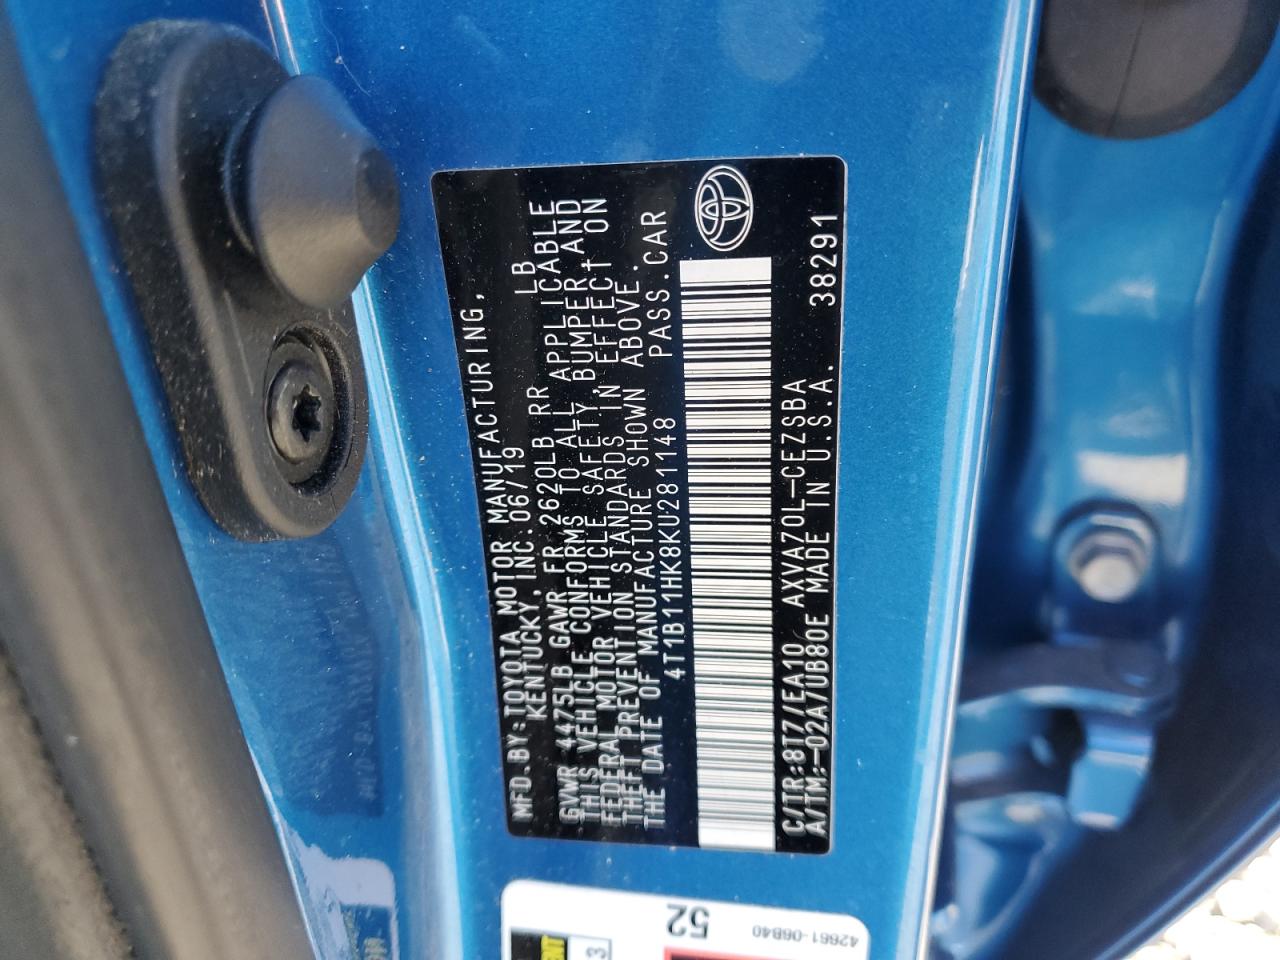 MFD.BY:TOYOTA MOTOR MANUFACTURING,
KENTUCKY, INC. 06/19
GVWR 4475LB GAWR FR 2620LB RR LB
THIS VEHICLE CONFORMS TO ALL APPLICABLE
FEDERAL MOTOR VEHICLE SAFETY,BUMPER,AND
THEFT PREVENTION STANDARDS IN EFFECT ON
THE DATE OF MANUFACTURE SHOWN ABOVE.
4T1B11HK8KU281148 PASS.CAR
C/TR:8T7/EA10 AXVA70L-CEZSBA
A/TM:-02A/UB80E MADE IN U.S.A. 38291
52
42661-06B40
3